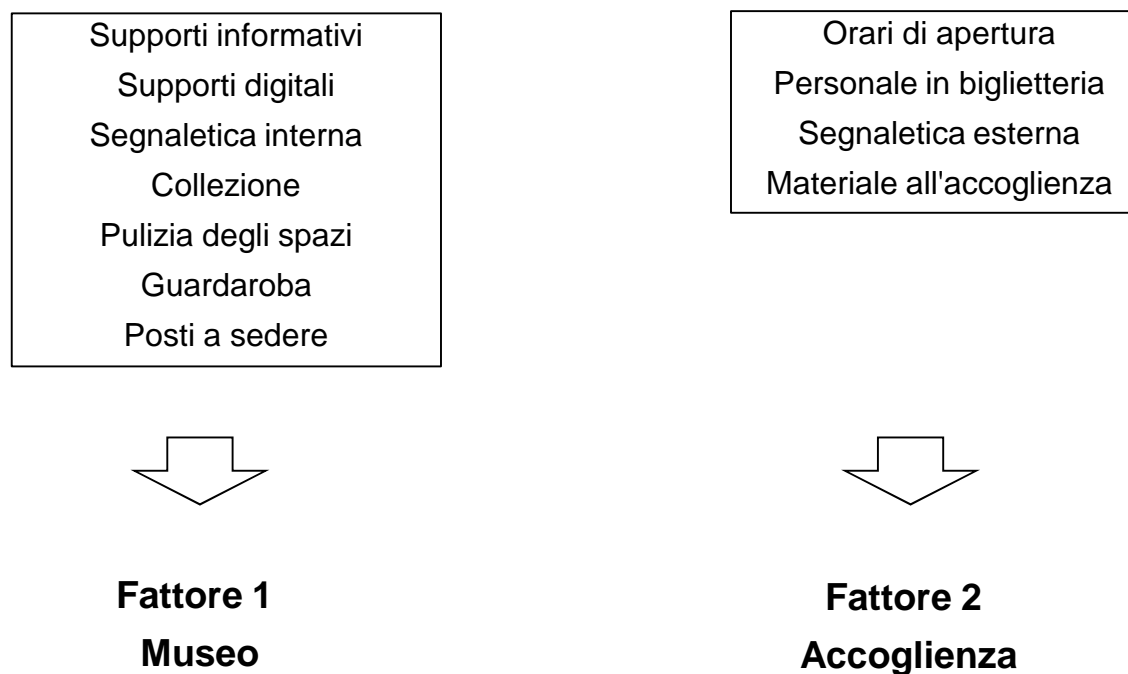 Supporti informativi
Supporti digitali
Segnaletica interna
Collezione
Pulizia degli spazi
Guardaroba
Posti a sedere
Orari di apertura
Personale in biglietteria
Segnaletica esterna
Materiale all'accoglienza
Fattore 1
Museo
Fattore 2
Accoglienza